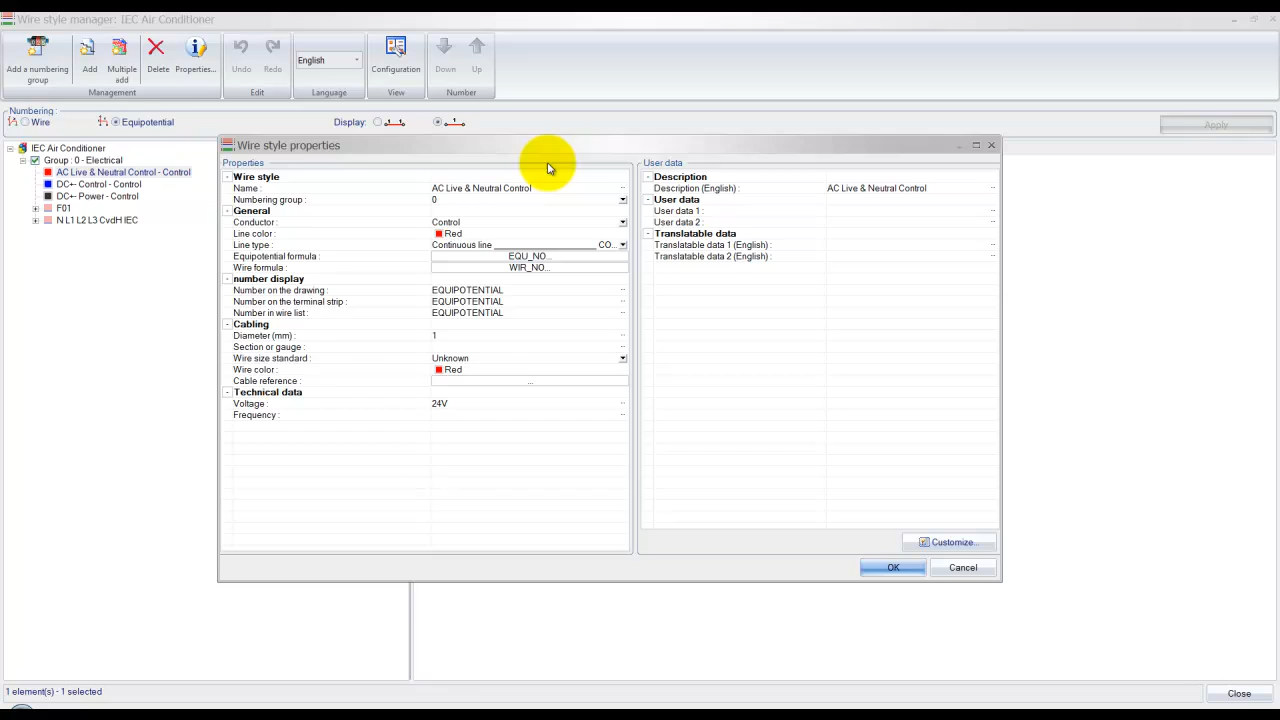 Wire style manager: IEC Air Conditioner
Add a numbering group
Add
Multiple add
Delete
Properties...
Undo
Redo
English
Configuration
Down
Up
Management
Edit
Language
View
Number
Numbering :
Wire
Equipotential
Display:
Apply
IEC Air Conditioner
Group : 0 - Electrical
AC Live & Neutral Control - Control
DC+- Control - Control
DC+- Power - Control
F01
N L1 L2 L3 CvdH IEC
Wire style properties
Properties
Wire style
Name : AC Live & Neutral Control
Numbering group : 0
General
Conductor : Control
Line color : Red
Line type : Continuous line ____________________ CO...
Equipotential formula : EQU_NO...
Wire formula : WIR_NO...
number display
Number on the drawing : EQUIPOTENTIAL
Number on the terminal strip : EQUIPOTENTIAL
Number in wire list : EQUIPOTENTIAL
Cabling
Diameter (mm) : 1
Section or gauge :
Wire size standard : Unknown
Wire color : Red
Cable reference : ...
Technical data
Voltage : 24V
Frequency :
User data
Description
Description (English) : AC Live & Neutral Control
User data
User data 1 :
User data 2 :
Translatable data
Translatable data 1 (English) :
Translatable data 2 (English) :
Customize...
OK
Cancel
1 element(s) - 1 selected
Close